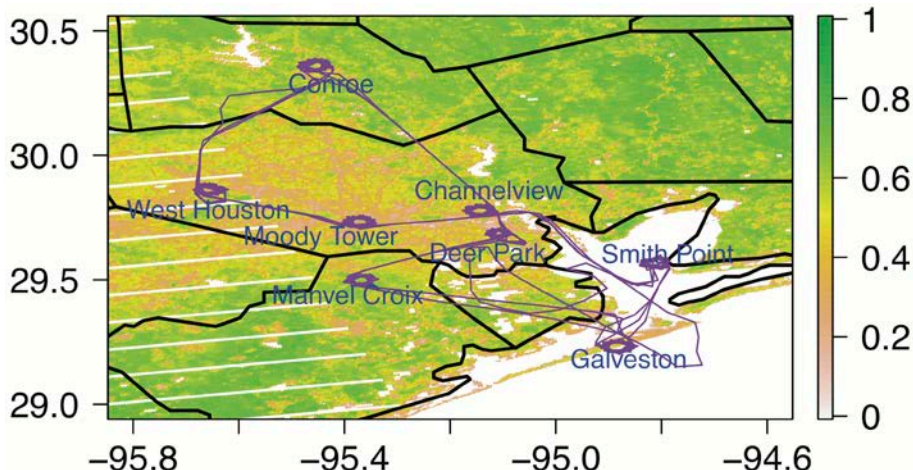 30.5
1
Conroe
0.8
30.0
Channelview
0.6
West Houston
Moody Tower
Deer Park
Smith Point
29.5
0.4
Manvel Croix
Galveston
0.2
29.0
0
−95.8
−95.4
−95.0
−94.6